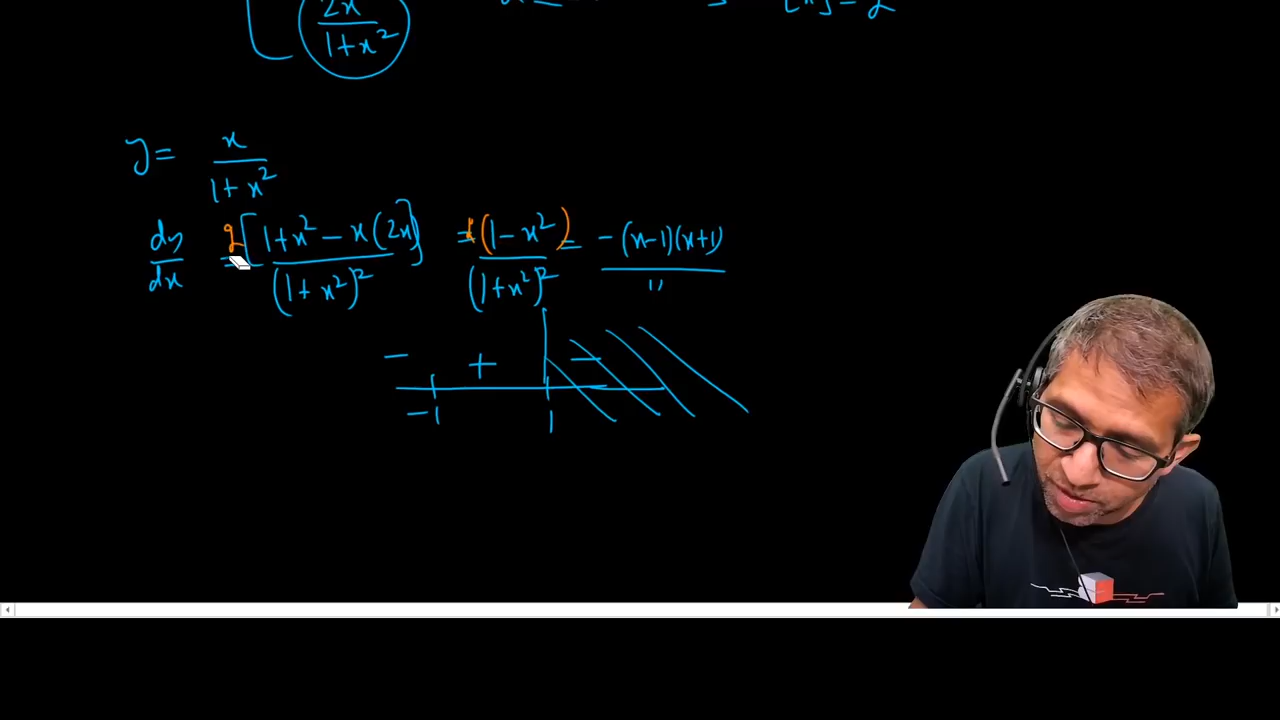 2x / 1+x²
y = x / 1+x²
dy/dx = 2[1+x² - x(2x)] / (1+x²)² = (1-x²) / (1+x²)² = -(x-1)(x+1) / ,,
- + -
-1 1